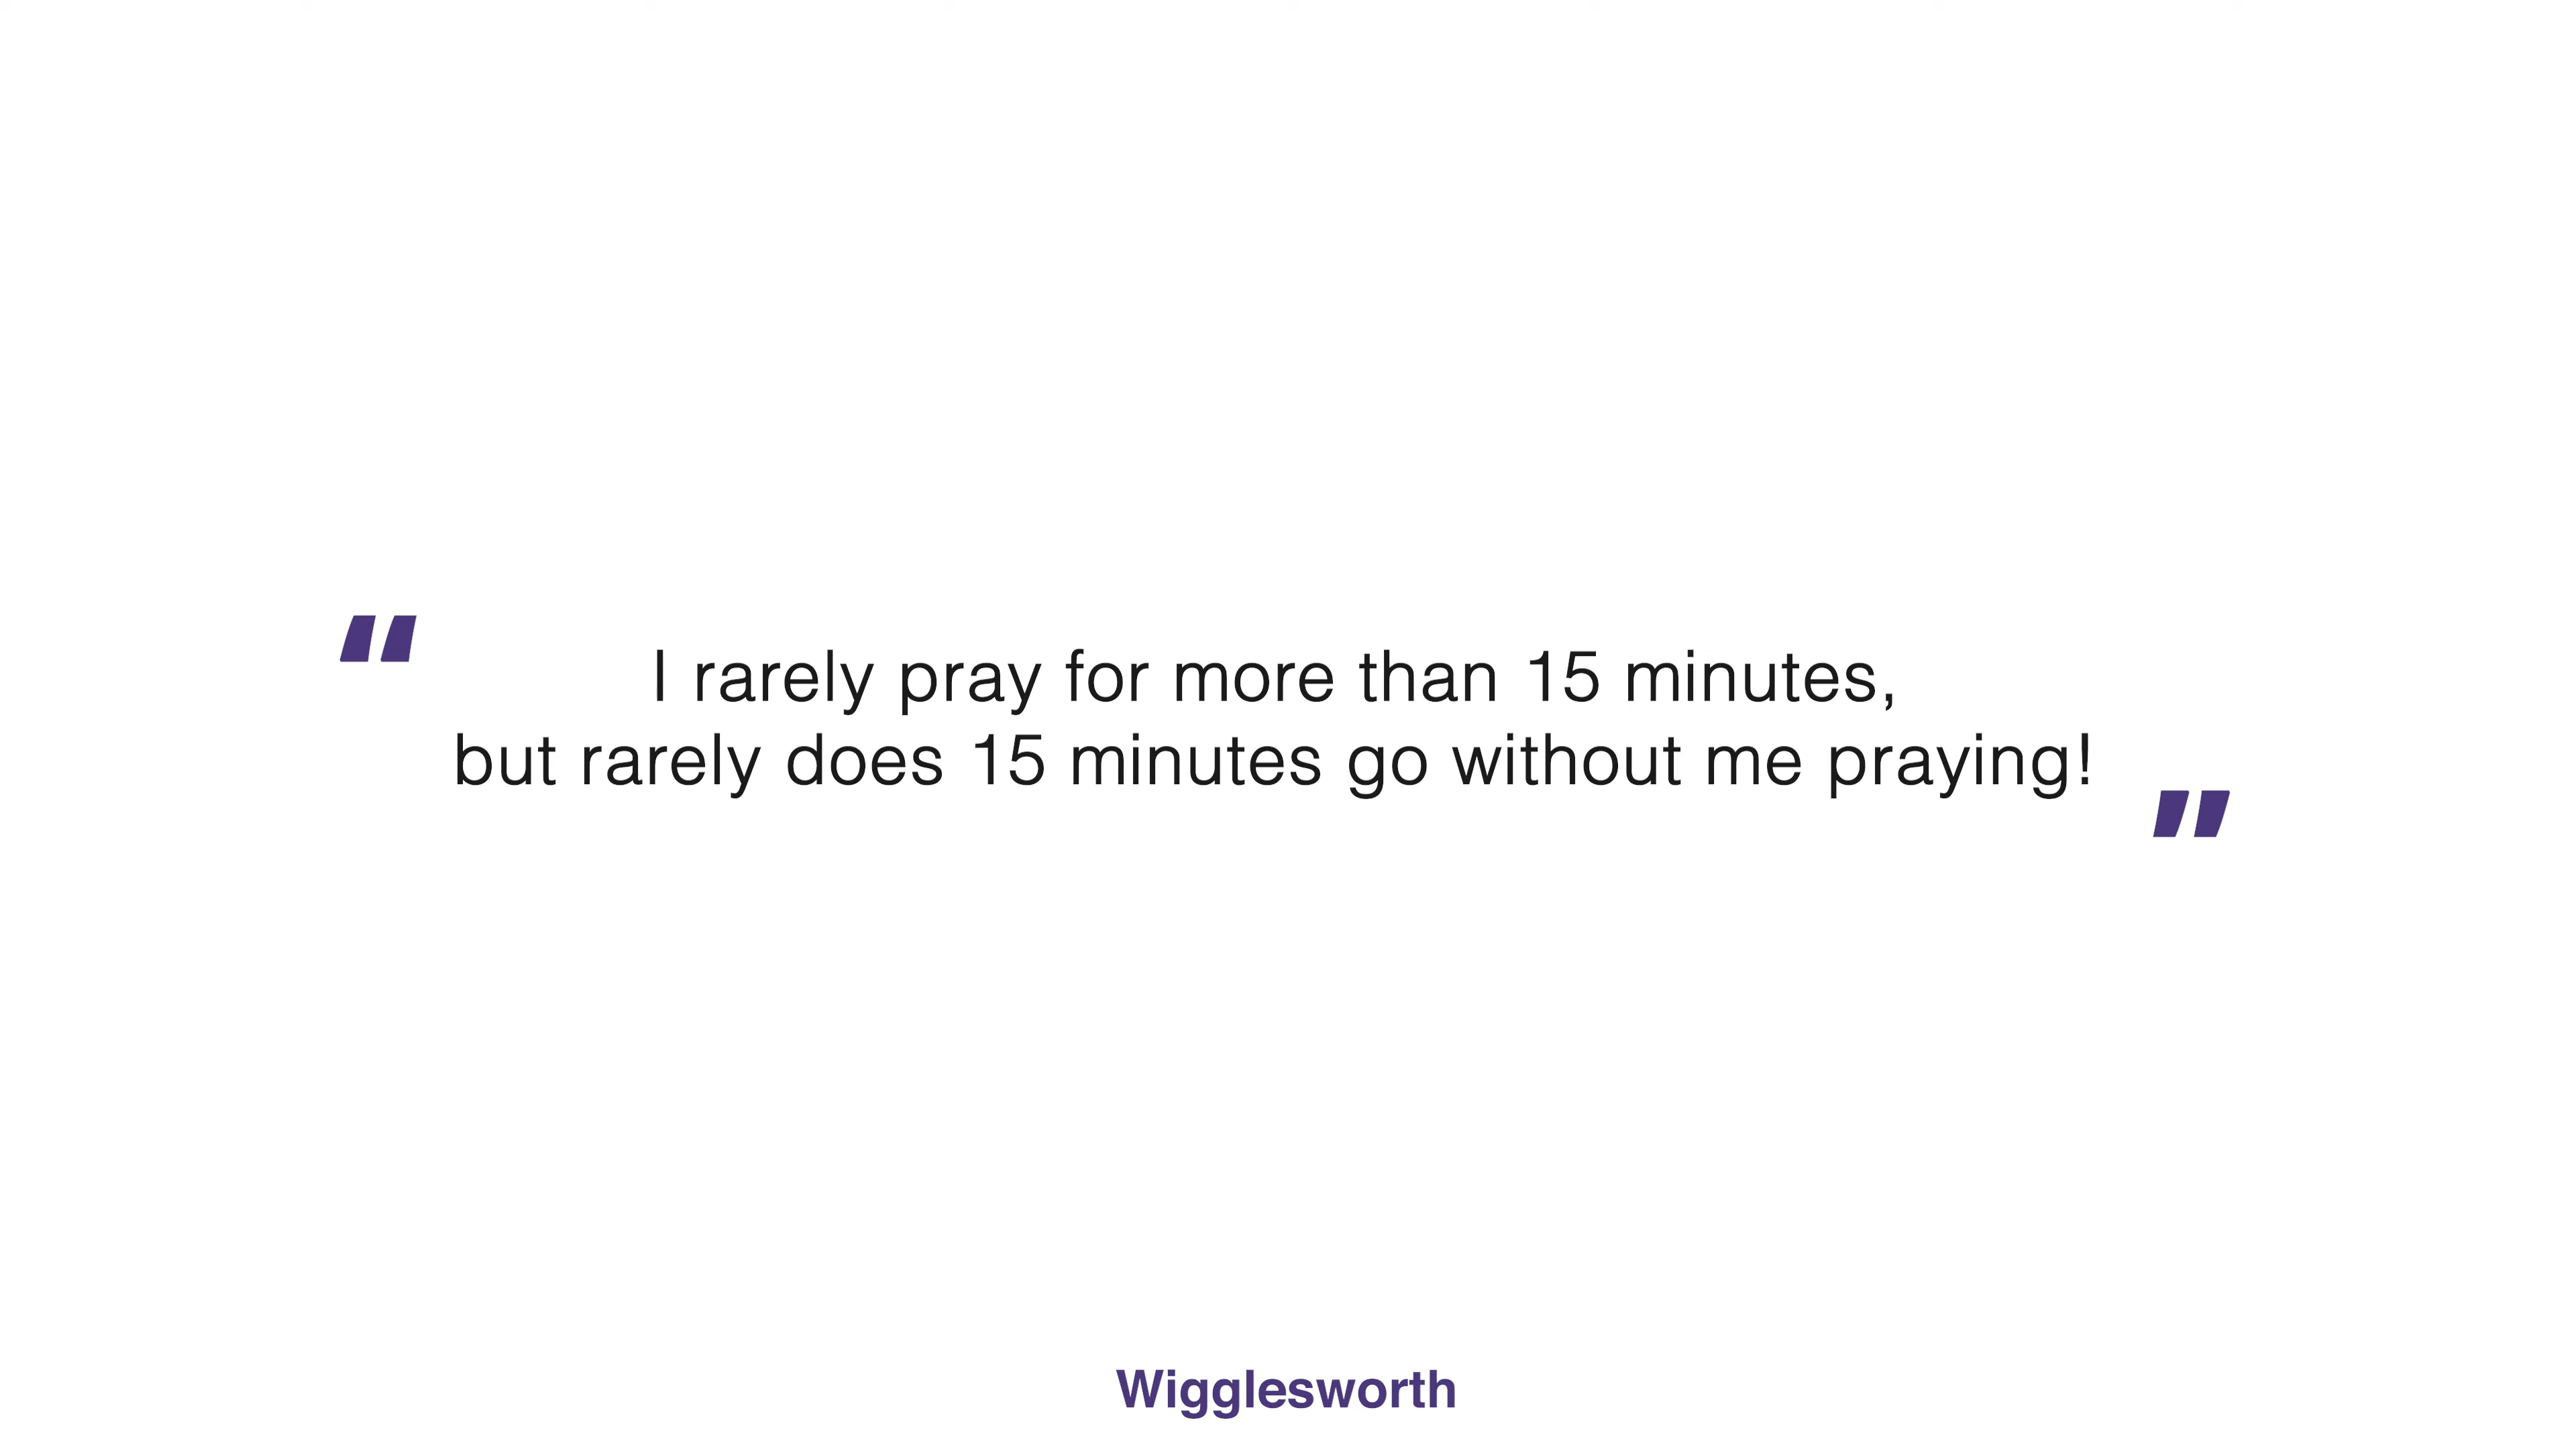 “ I rarely pray for more than 15 minutes,
but rarely does 15 minutes go without me praying! ”
Wigglesworth